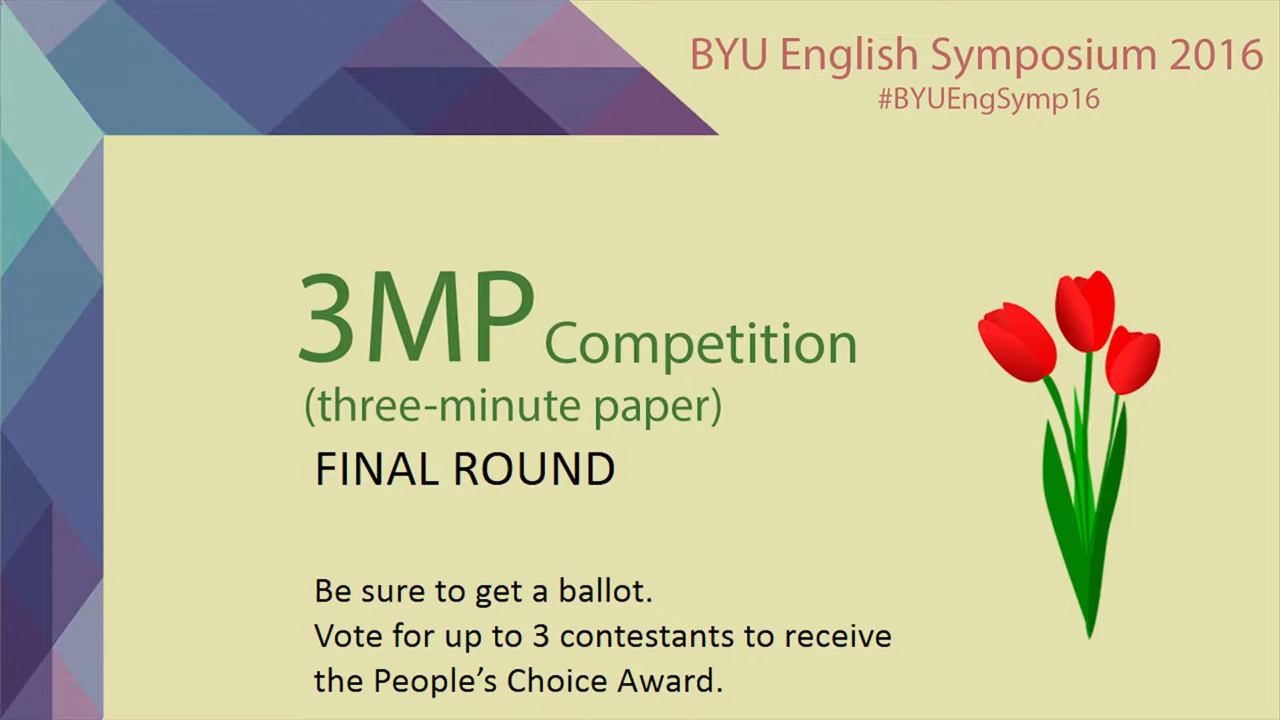 BYU English Symposium 2016
#BYUEngSymp16
3MP Competition
(three-minute paper)
FINAL ROUND
Be sure to get a ballot.
Vote for up to 3 contestants to receive
the People’s Choice Award.